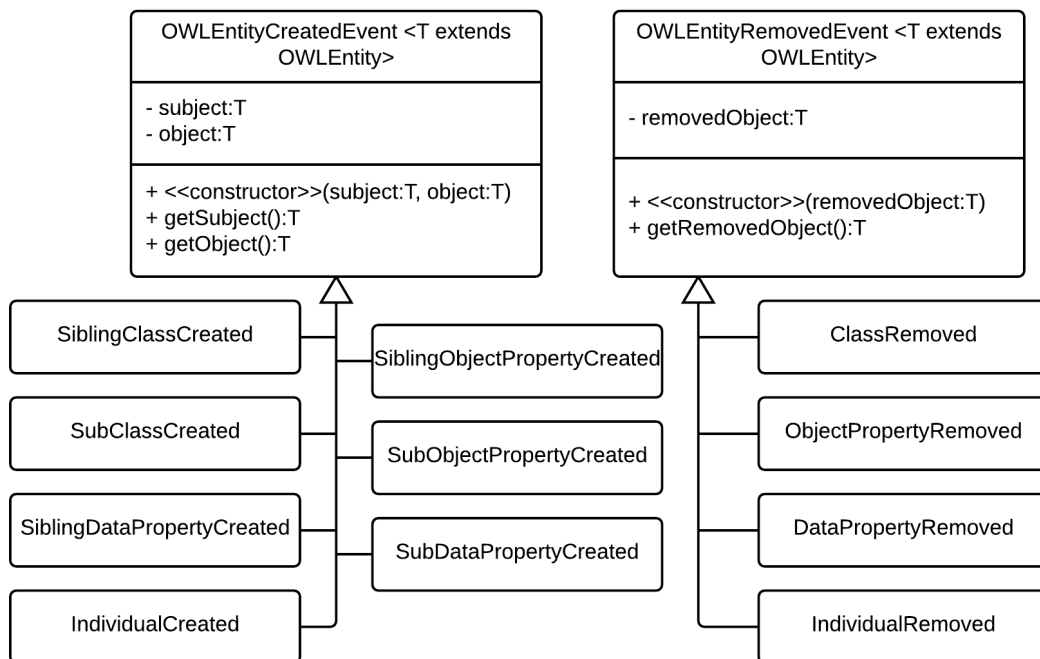 OWLEntityCreatedEvent <T extends
OWLEntity>
- subject:T
- object:T
+ <<constructor>>(subject:T, object:T)
+ getSubject():T
+ getObject():T
OWLEntityRemovedEvent <T extends
OWLEntity>
- removedObject:T
+ <<constructor>>(removedObject:T)
+ getRemovedObject():T
SiblingClassCreated
SubClassCreated
SiblingDataPropertyCreated
IndividualCreated
SiblingObjectPropertyCreated
SubObjectPropertyCreated
SubDataPropertyCreated
ClassRemoved
ObjectPropertyRemoved
DataPropertyRemoved
IndividualRemoved